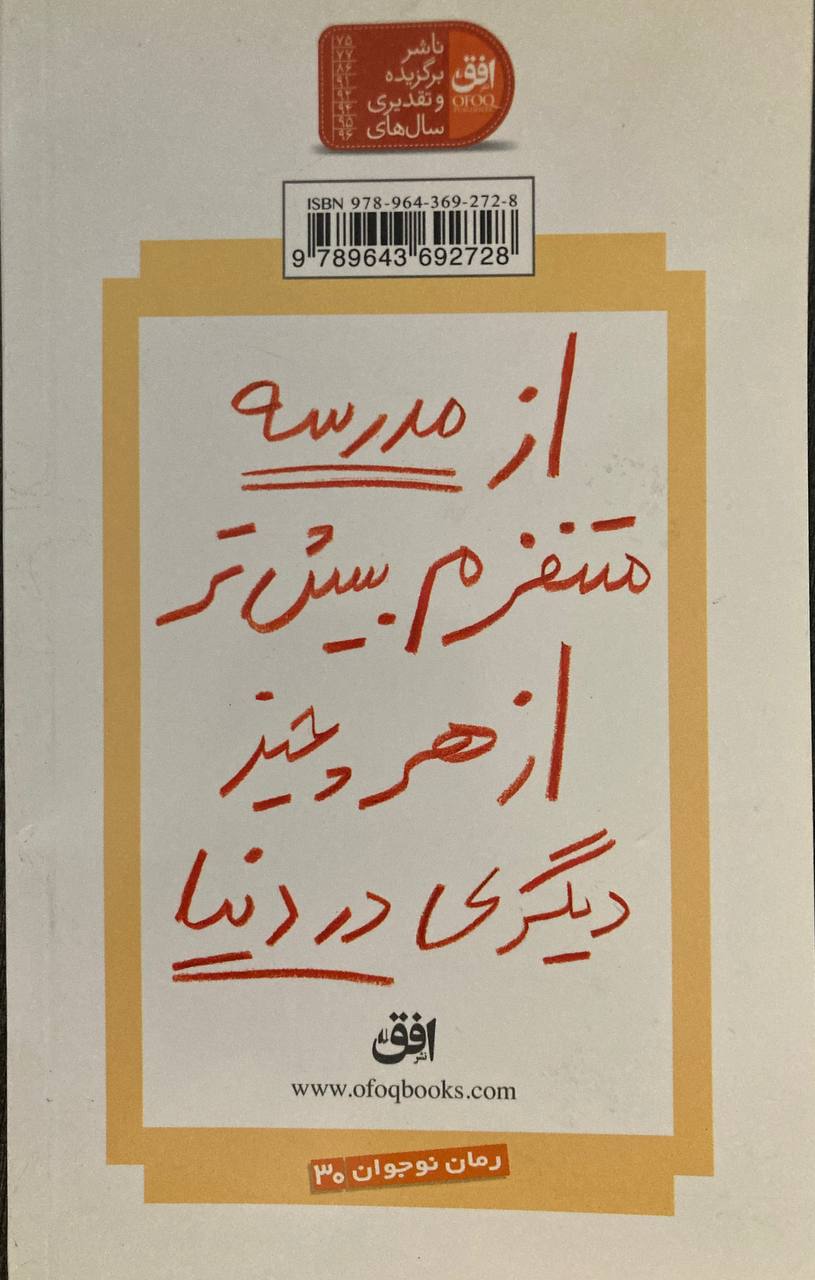 ناشر
برگزیده
و تقدیری
سال‌های
۷۵
۷۷
۸۶
۹۱
۹۲
۹۴
۹۵
۹۶
افق
OFOQ
ISBN 978-964-369-272-8
9 789643 692728
از مدرسه
متنفرم بیش‌تر
از هر چیز
دیگری در دنیا
نشر افق
www.ofoqbooks.com
رمان نوجوان ۳۰